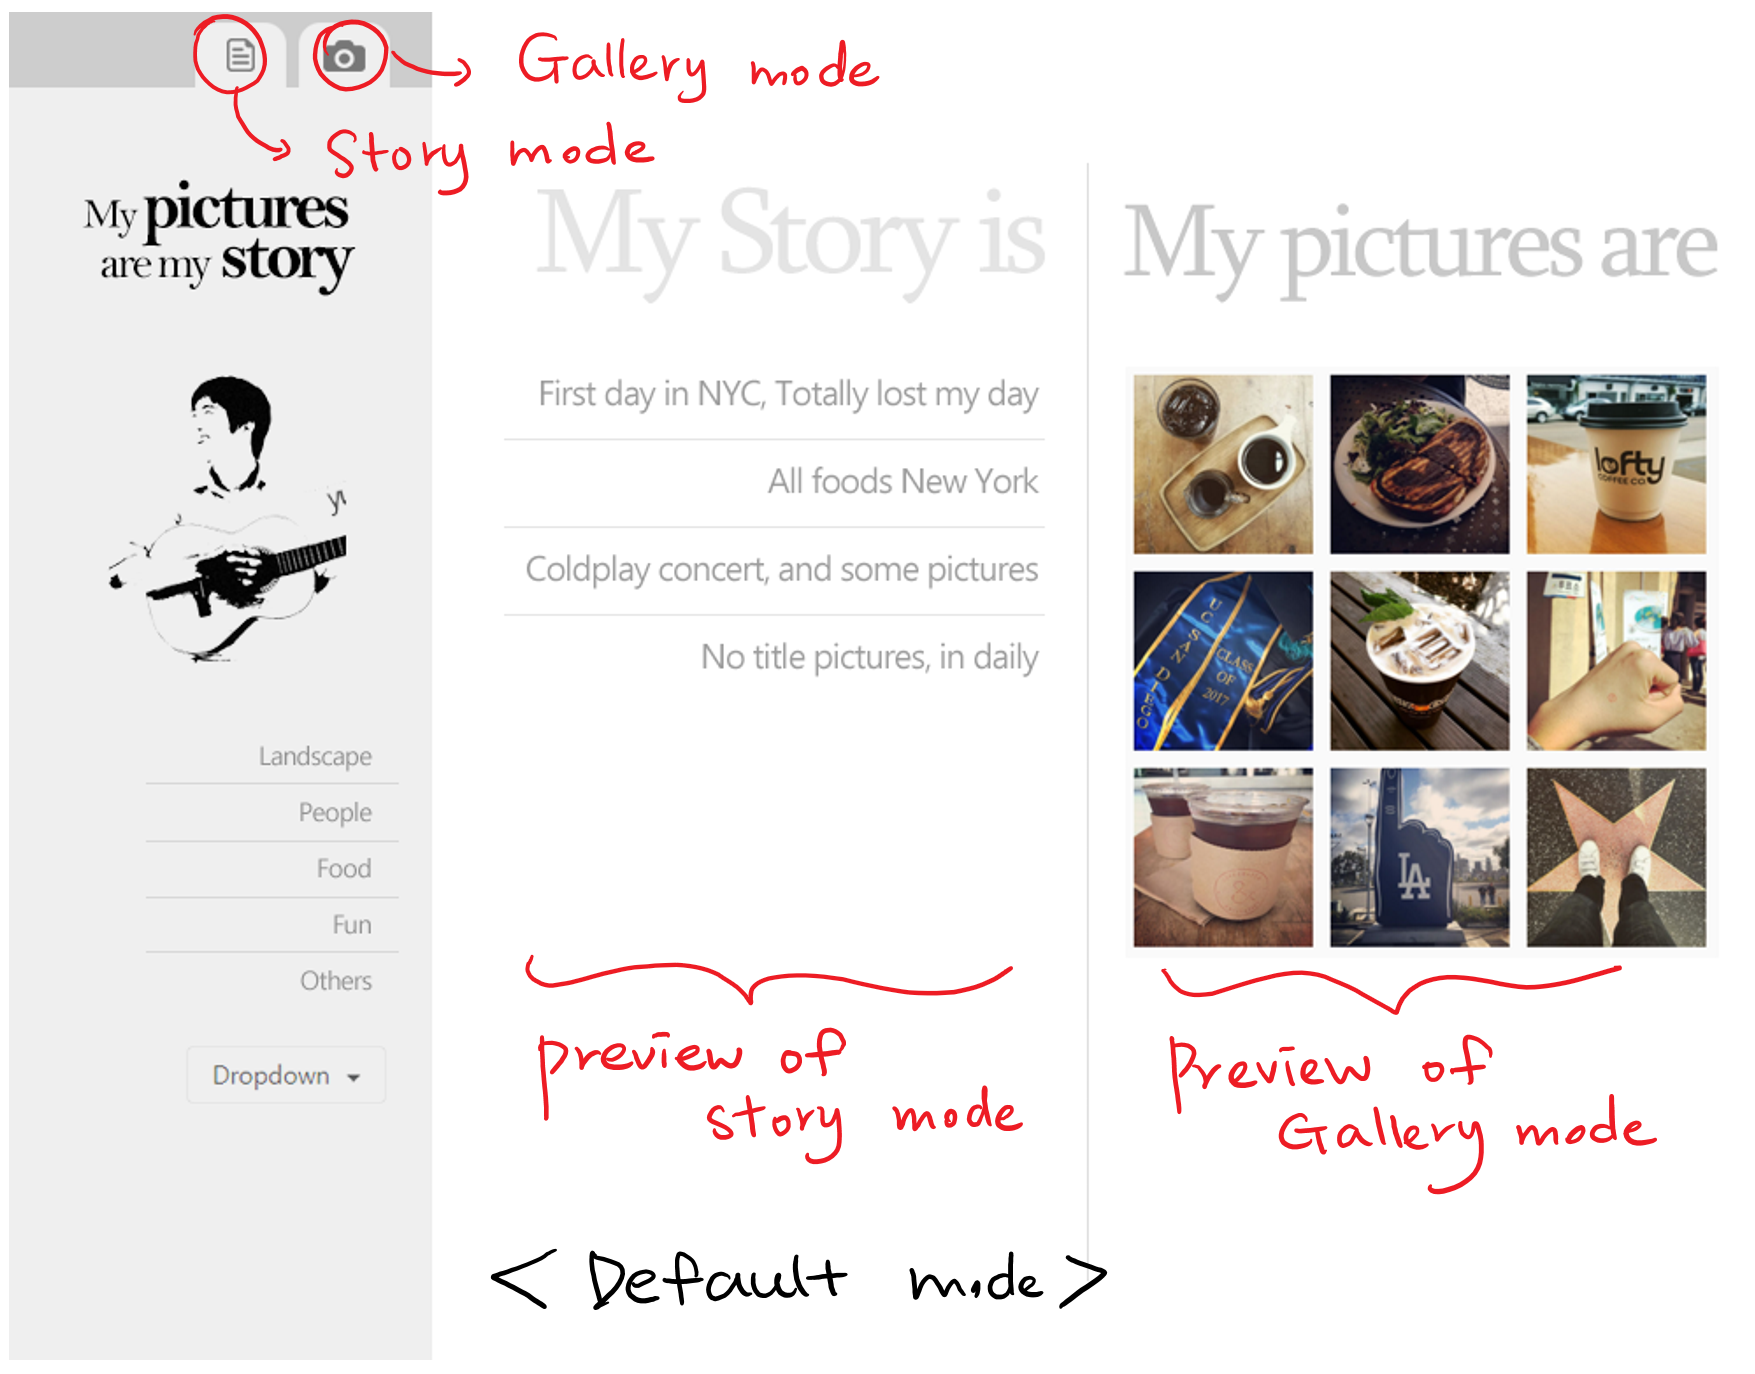 Gallery mode
Story mode
My pictures
are my story
yu
Landscape
People
Food
Fun
Others
Dropdown
My Story is
First day in NYC, Totally lost my day
All foods New York
Coldplay concert, and some pictures
No title pictures, in daily
preview of
story mode
My pictures are
lofty
COFFEE CO.
UC SAN DIEGO
CLASS
OF
2017
LA
Preview of
Gallery mode
< Default mode >